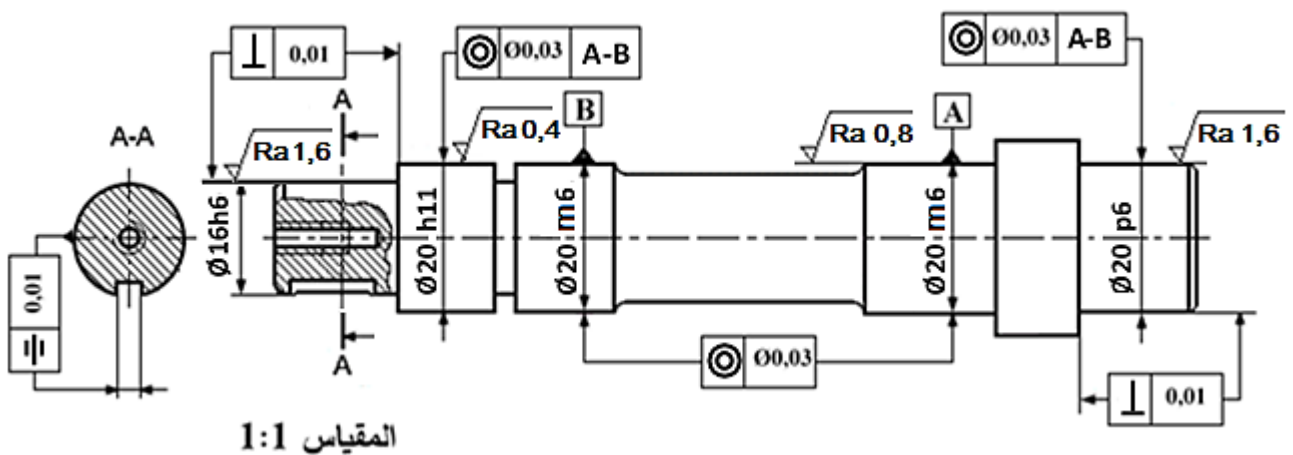 ⊥ 0,01
◎ Ø0,03 A-B
◎ Ø0,03 A-B
A
B
A
A-A
Ra 1,6
Ra 0,4
Ra 0,8
Ra 1,6
Ø16h6
Ø20 h11
Ø20 m6
Ø20 m6
Ø20 p6
0,01
A
◎ Ø0,03
⊥ 0,01
المقياس 1:1